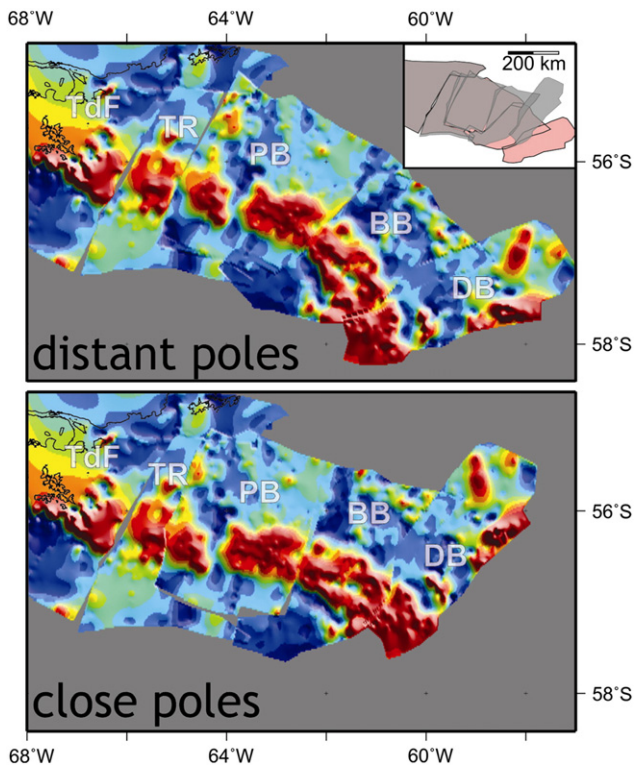 68°W 64°W 60°W
200 km
TdF
TR
PB
56°S
BB
DB
distant poles
58°S
TdF
TR
PB
BB
56°S
DB
close poles
58°S
68°W 64°W 60°W